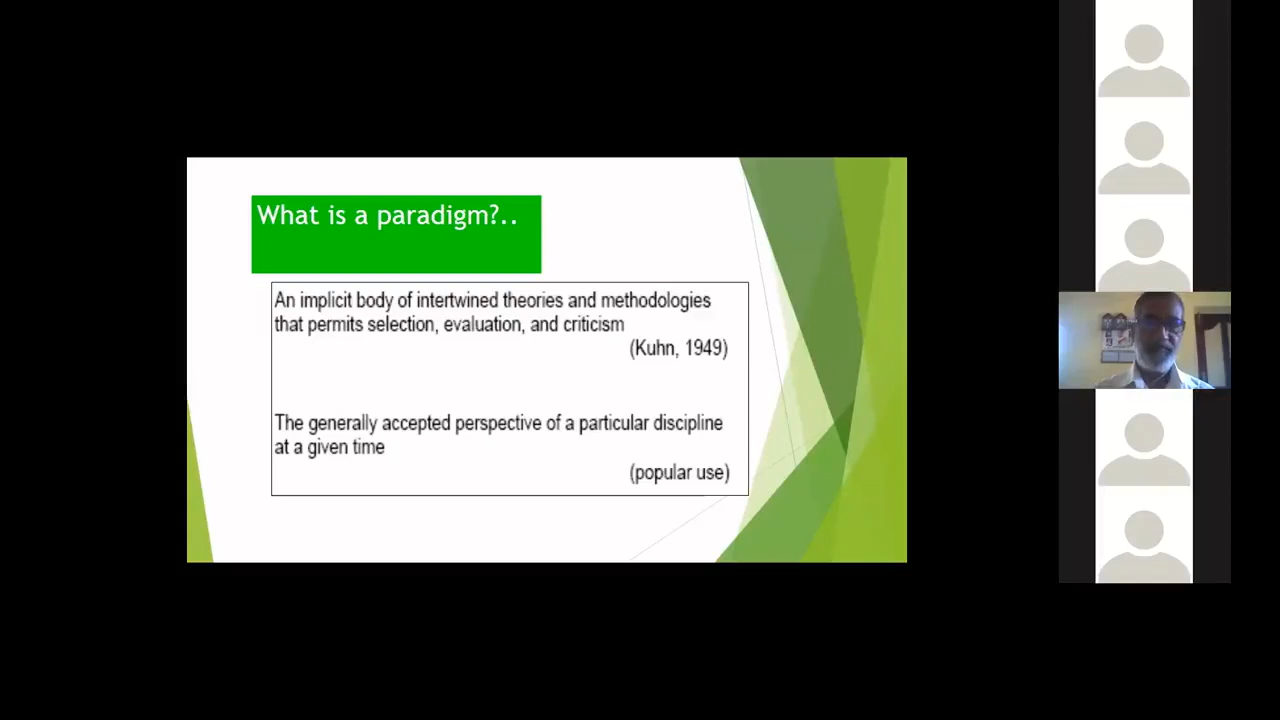 What is a paradigm?..
An implicit body of intertwined theories and methodologies
that permits selection, evaluation, and criticism
(Kuhn, 1949)
The generally accepted perspective of a particular discipline
at a given time
(popular use)